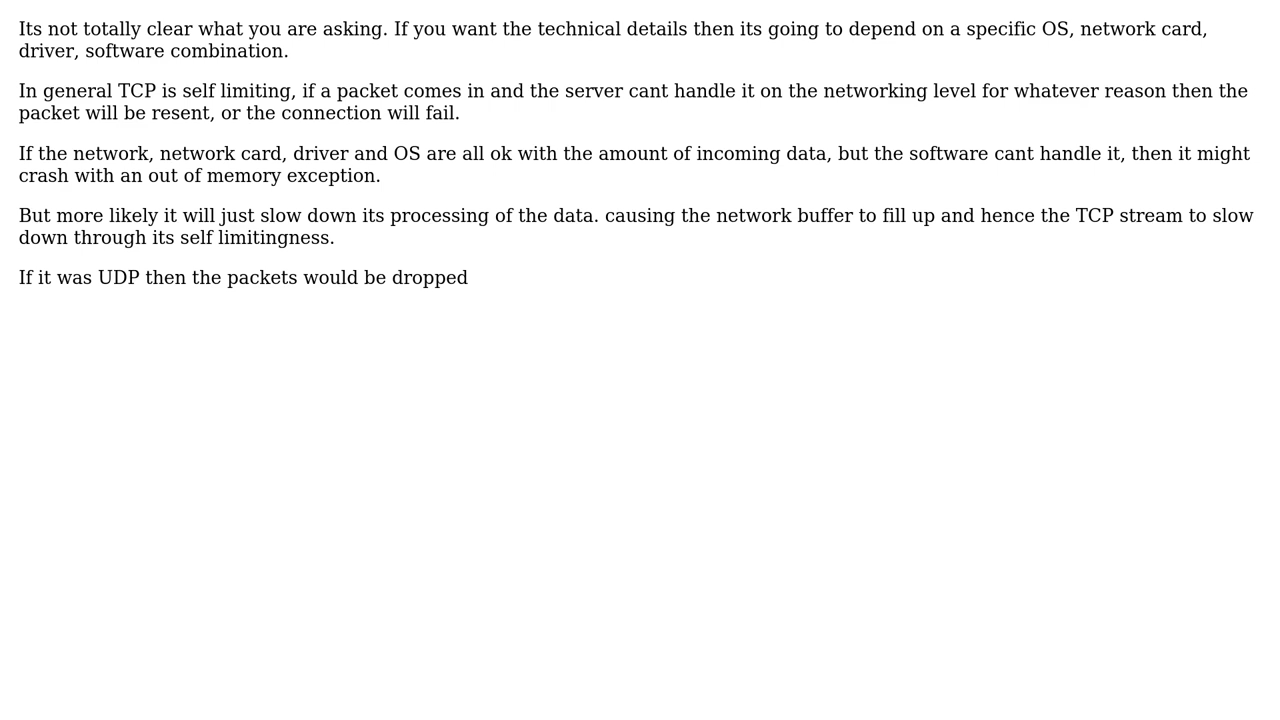 Its not totally clear what you are asking. If you want the technical details then its going to depend on a specific OS, network card,
driver, software combination.
In general TCP is self limiting, if a packet comes in and the server cant handle it on the networking level for whatever reason then the
packet will be resent, or the connection will fail.
If the network, network card, driver and OS are all ok with the amount of incoming data, but the software cant handle it, then it might
crash with an out of memory exception.
But more likely it will just slow down its processing of the data. causing the network buffer to fill up and hence the TCP stream to slow
down through its self limitingness.
If it was UDP then the packets would be dropped